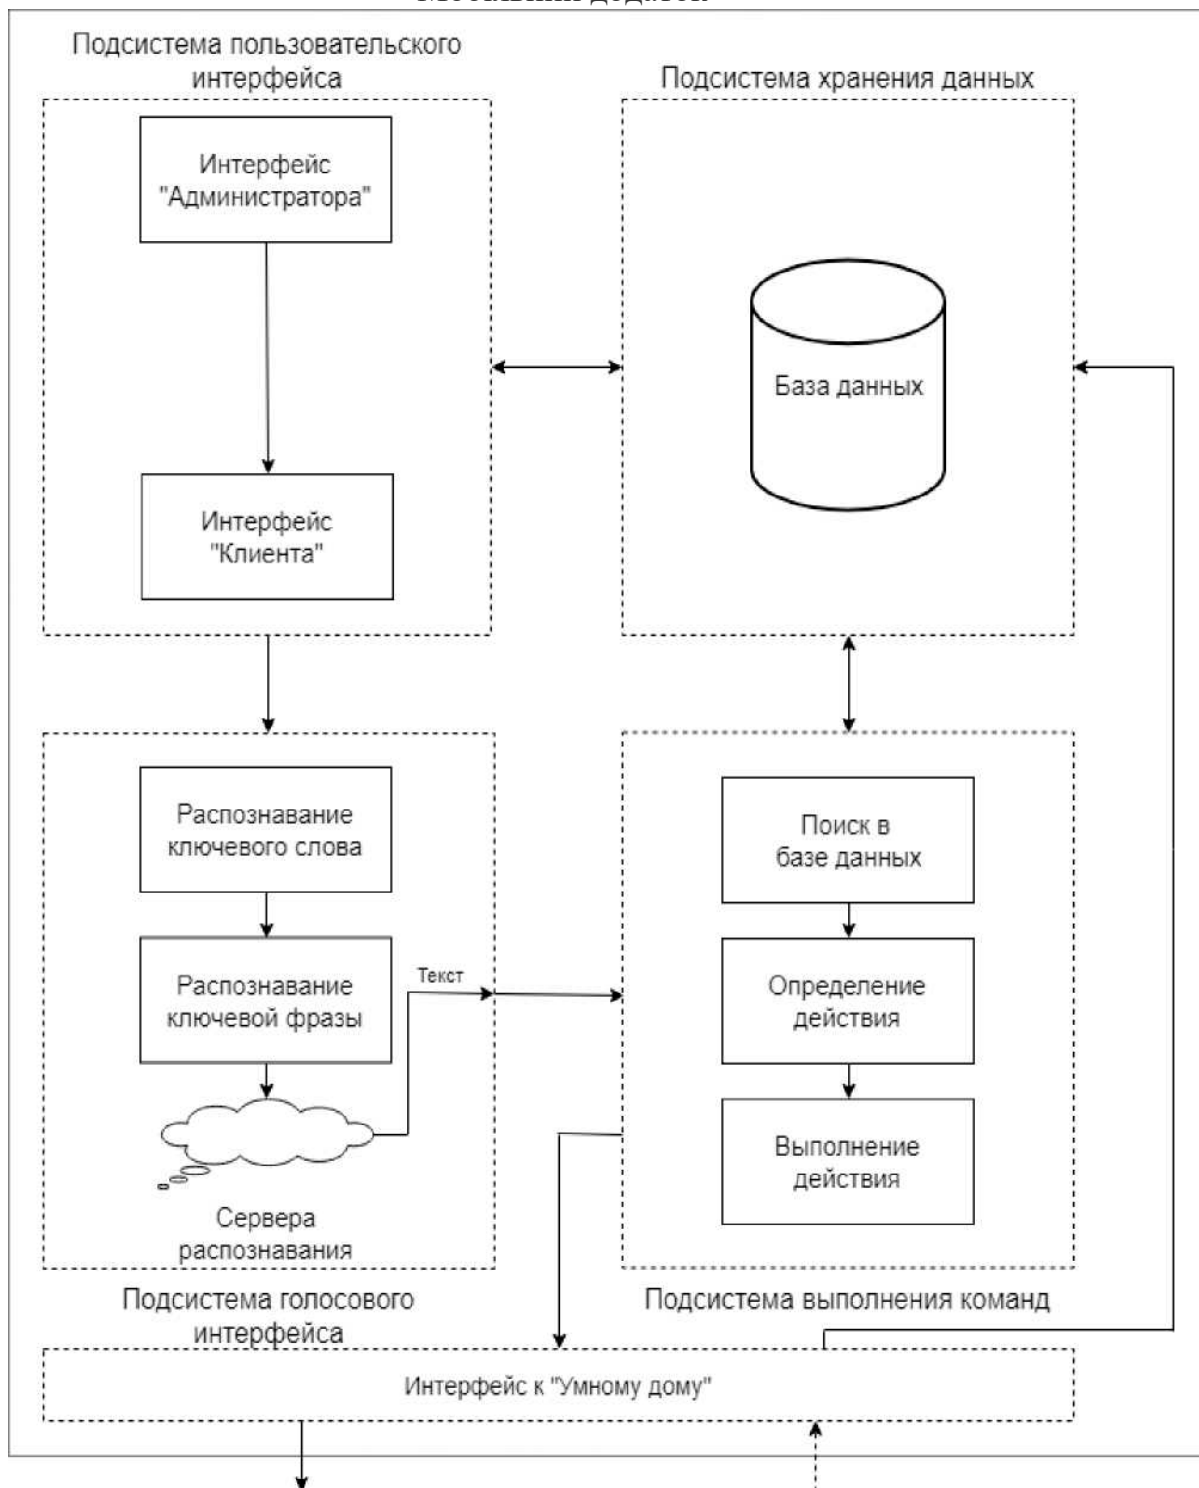 Подсистема пользовательского
интерфейса
Подсистема хранения данных
Интерфейс
"Администратора"
База данных
Интерфейс
"Клиента"
Распознавание
ключевого слова
Поиск в
базе данных
Распознавание
ключевой фразы
Текст
Определение
действия
Выполнение
действия
Сервера
распознавания
Подсистема голосового
интерфейса
Подсистема выполнения команд
Интерфейс к "Умному дому"